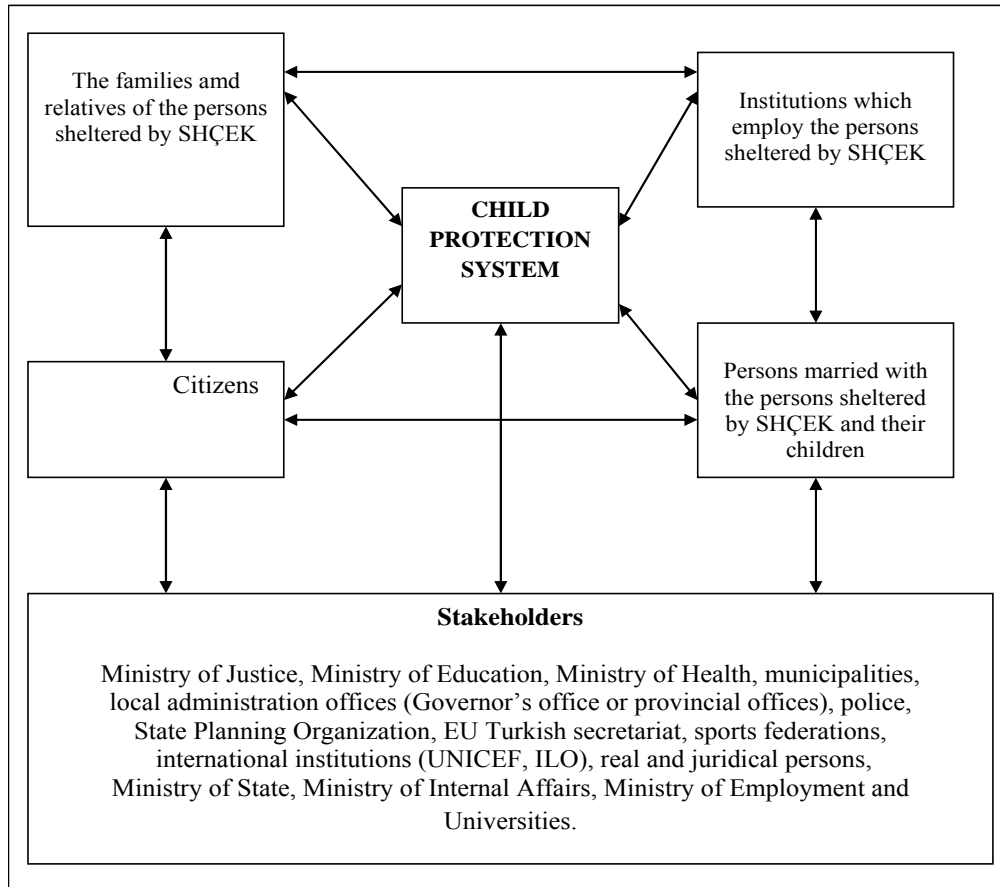 The families amd
relatives of the persons
sheltered by SHÇEK
Institutions which
employ the persons
sheltered by SHÇEK
CHILD
PROTECTION
SYSTEM
Citizens
Persons married with
the persons sheltered
by SHÇEK and their
children
Stakeholders
Ministry of Justice, Ministry of Education, Ministry of Health, municipalities,
local administration offices (Governor’s office or provincial offices), police,
State Planning Organization, EU Turkish secretariat, sports federations,
international institutions (UNICEF, ILO), real and juridical persons,
Ministry of State, Ministry of Internal Affairs, Ministry of Employment and
Universities.